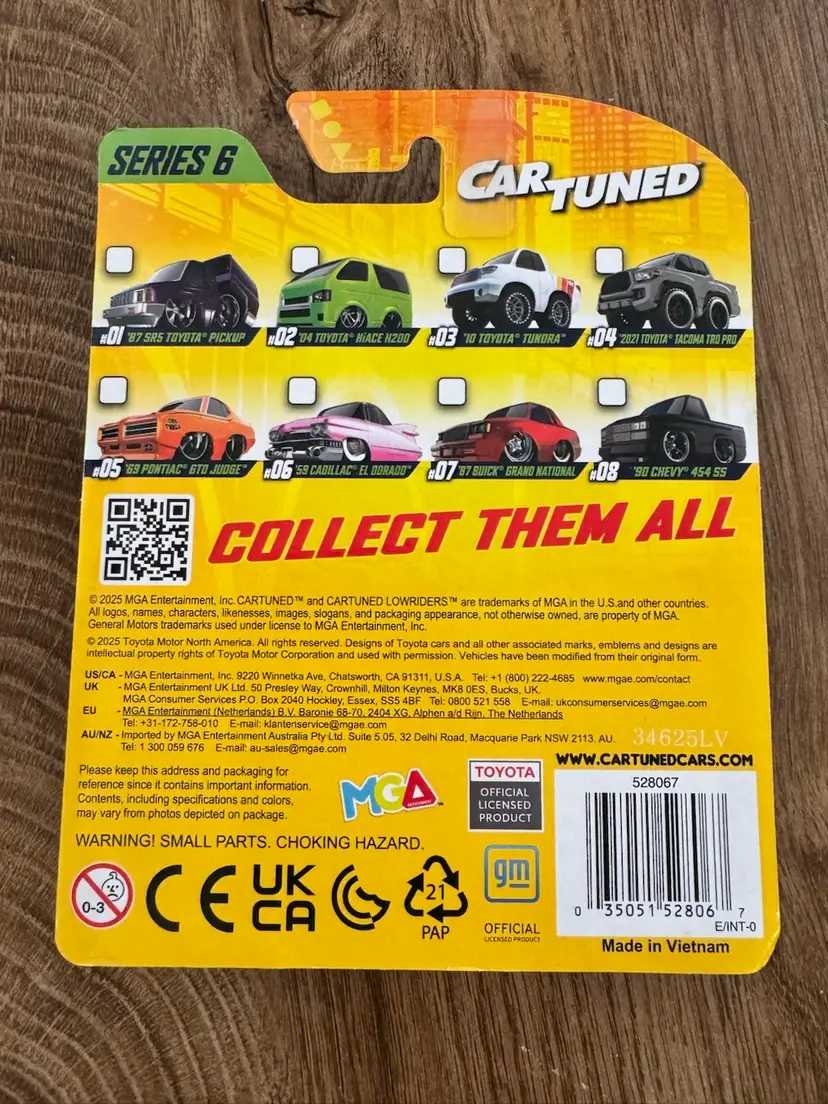 SERIES 6
CAR TUNED™
#01 '87 SR5 TOYOTA® PICKUP
#02 '04 TOYOTA® HiACE H200
#03 '10 TOYOTA® TUNDRA®
#04 '2021 TOYOTA® TACOMA TRD PRO
#05 '69 PONTIAC® GTO JUDGE™
#06 '59 CADILLAC® EL DORADO™
#07 '87 BUICK® GRAND NATIONAL
#08 '90 CHEVY® 454 SS
COLLECT THEM ALL
© 2025 MGA Entertainment, Inc. CARTUNED™ and CARTUNED LOWRIDERS™ are trademarks of MGA in the U.S.and other countries.
All logos, names, characters, likenesses, images, slogans, and packaging appearance, not otherwise owned, are property of MGA.
General Motors trademarks used under license to MGA Entertainment, Inc.
© 2025 Toyota Motor North America. All rights reserved. Designs of Toyota cars and all other associated marks, emblems and designs are
intellectual property rights of Toyota Motor Corporation and used with permission. Vehicles have been modified from their original form.
US/CA - MGA Entertainment, Inc. 9220 Winnetka Ave, Chatsworth, CA 91311, U.S.A. Tel: +1 (800) 222-4685 www.mgae.com/contact
UK - MGA Entertainment UK Ltd. 50 Presley Way, Crownhill, Milton Keynes, MK8 0ES, Bucks, UK.
MGA Consumer Services P.O. Box 2040 Hockley, Essex, SS5 4BF Tel: 0800 521 558 E-mail: ukconsumerservices@mgae.com
EU - MGA Entertainment (Netherlands) B.V. Baronie 68-70, 2404 XG, Alphen a/d Rijn, The Netherlands
Tel: +31-172-758-010 E-mail: klantenservice@mgae.com
AU/NZ - Imported by MGA Entertainment Australia Pty Ltd. Suite 5.05, 32 Delhi Road, Macquarie Park NSW 2113. AU.
Tel: 1 300 059 676 E-mail: au-sales@mgae.com
34625LV
WWW.CARTUNEDCARS.COM
Please keep this address and packaging for
reference since it contains important information.
Contents, including specifications and colors,
may vary from photos depicted on package.
MGA
TOYOTA
OFFICIAL
LICENSED
PRODUCT
528067
WARNING! SMALL PARTS. CHOKING HAZARD.
0-3
CE
UK
CA
21
PAP
gm
OFFICIAL
LICENSED PRODUCT
0 35051 52806 7
E/INT-0
Made in Vietnam